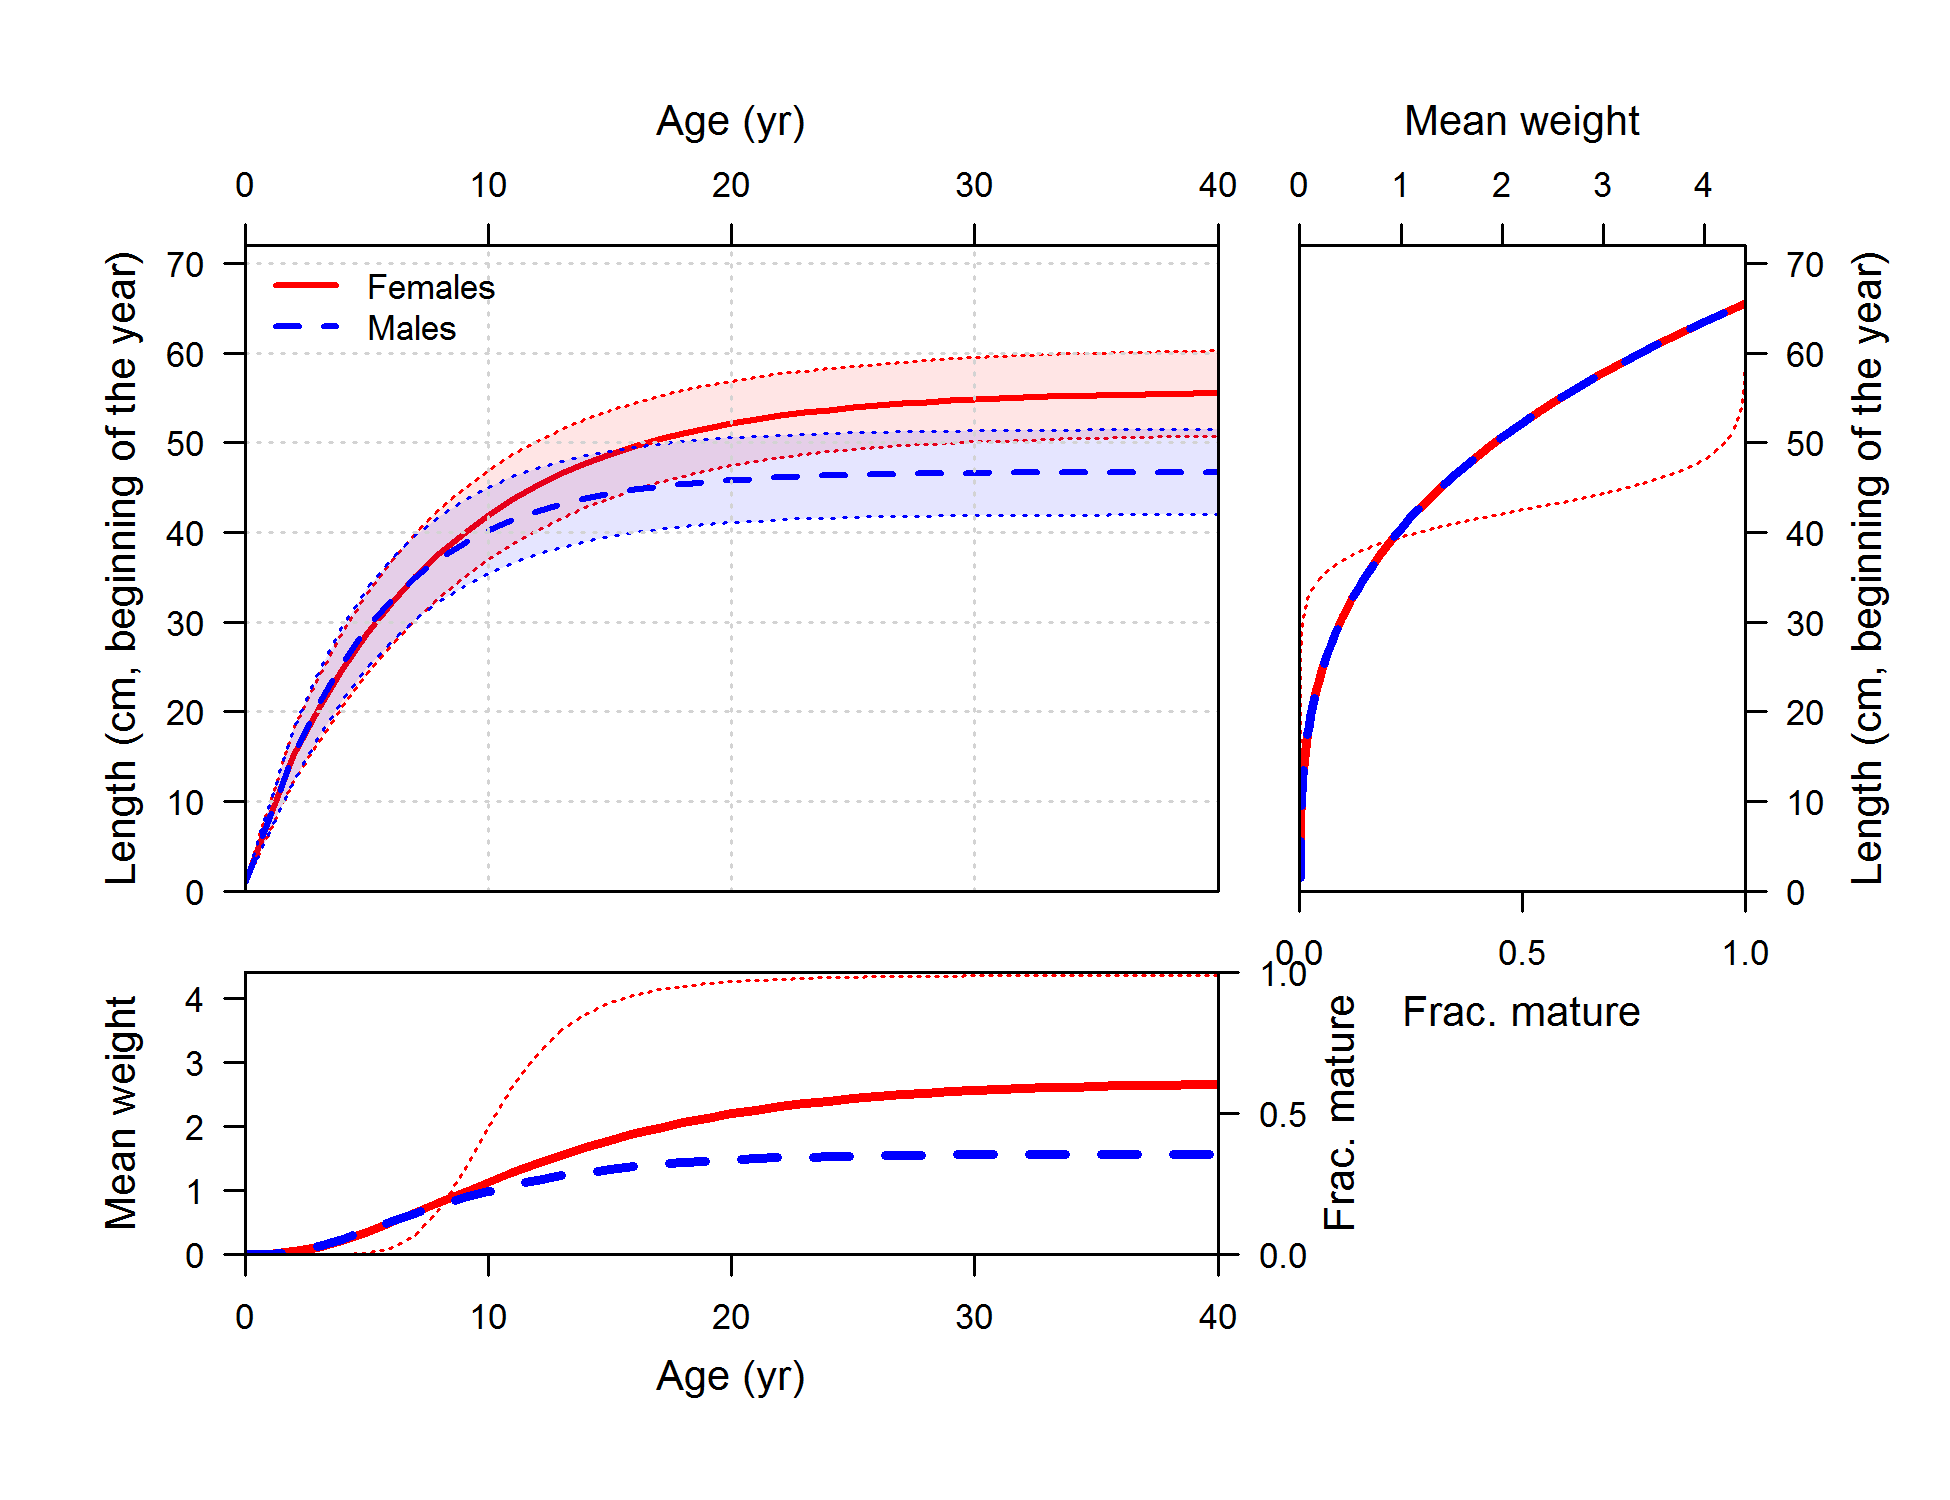 Age (yr)
0 10 20 30 40
Mean weight
0 1 2 3 4
Length (cm, beginning of the year)
70
60
50
40
30
20
10
0
Females
Males
70
60
50
40
30
20
10
0
Length (cm, beginning of the year)
0.0 0.5 1.0
Frac. mature
Mean weight
4
3
2
1
0
1.0
0.5
0.0
Frac. mature
0 10 20 30 40
Age (yr)